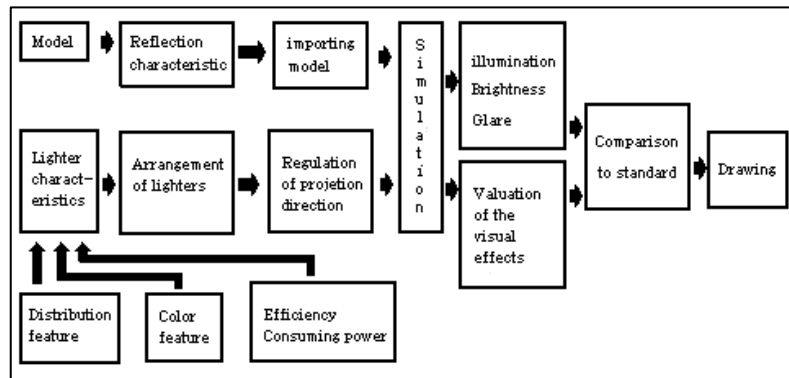 Model
Reflection
characteristic
importing
model
Simulation
illumination
Brightness
Glare
Lighter
charact-
eristics
Arrangement
of lighters
Regulation
of projetion
direction
Valuation
of the
visual
effects
Comparison
to standard
Drawing
Distribution
feature
Color
feature
Efficiency
Consuming power